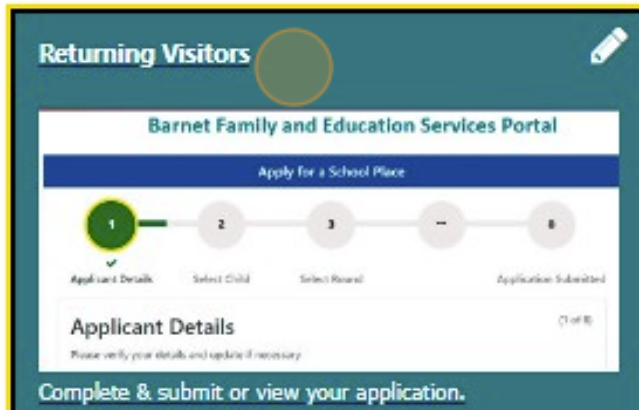 Returning Visitors
Barnet Family and Education Services Portal
Apply for a School Place
1 2 3 ... 8
Applicant Details Select Child Select Round Application Submitted
Applicant Details (1 of 8)
Please verify your details and update if necessary
Complete & submit or view your application.